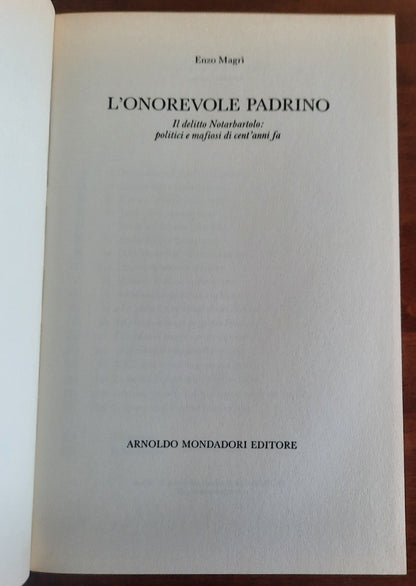 Enzo Magrì
L'ONOREVOLE PADRINO
Il delitto Notarbartolo:
politici e mafiosi di cent'anni fa
ARNOLDO MONDADORI EDITORE